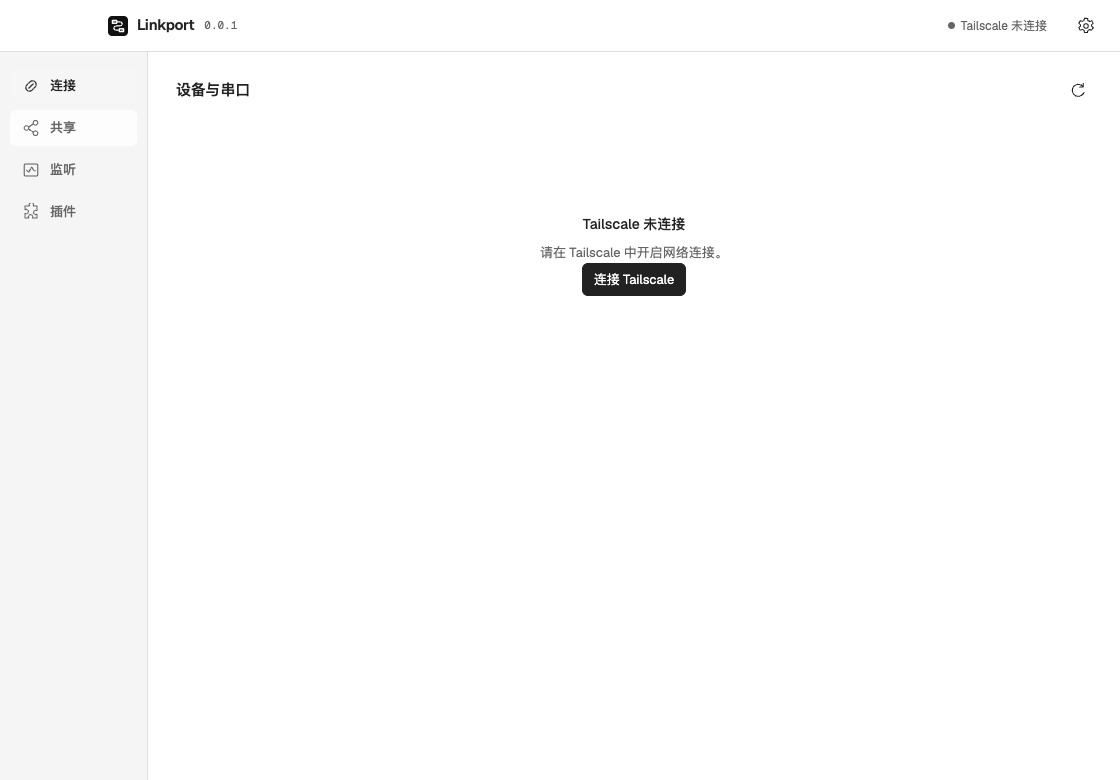 Linkport 0.0.1
Tailscale 未连接
连接
共享
监听
插件
设备与串口
Tailscale 未连接
请在 Tailscale 中开启网络连接。
连接 Tailscale